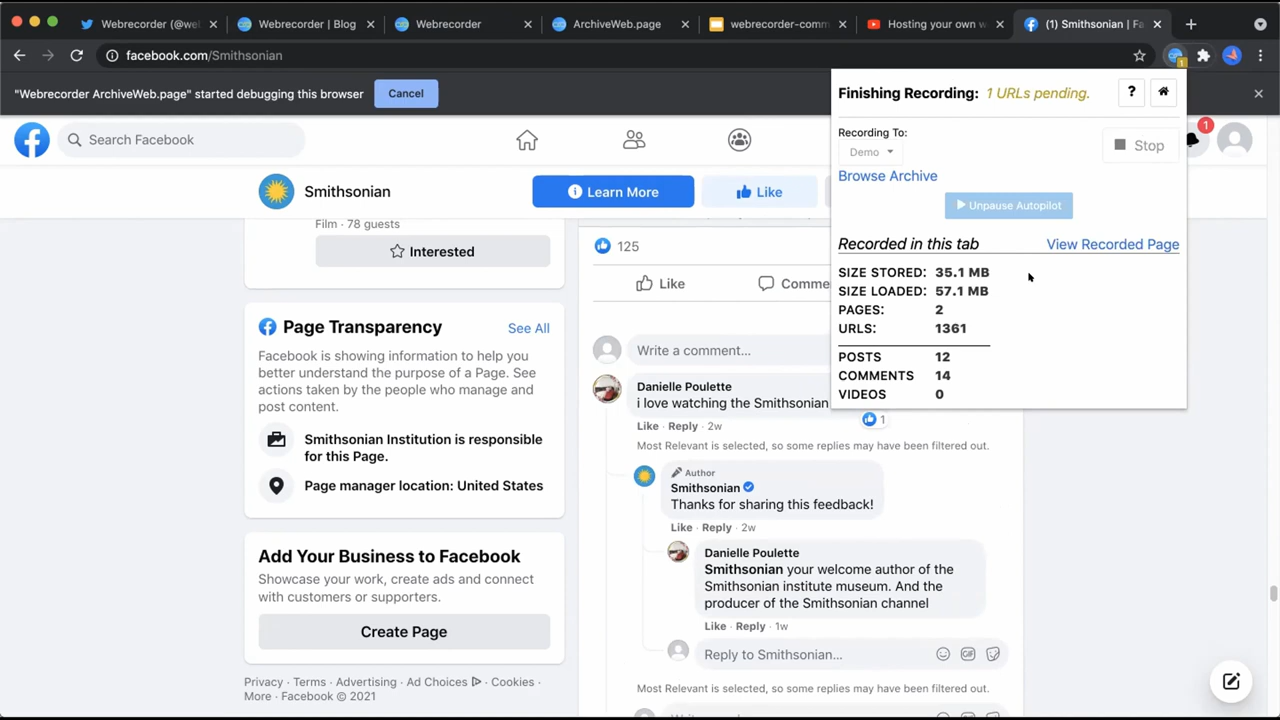 Webrecorder (@we
Webrecorder | Blog
Webrecorder
ArchiveWeb.page
webrecorder-comm
Hosting your own w
(1) Smithsonian | Fa
facebook.com/Smithsonian
1
"Webrecorder ArchiveWeb.page" started debugging this browser
Cancel
Search Facebook
1
Smithsonian
Learn More
Like
Finishing Recording: 1 URLs pending.
?
Recording To:
Demo
Stop
Browse Archive
Unpause Autopilot
Recorded in this tab
View Recorded Page
SIZE STORED: 35.1 MB
SIZE LOADED: 57.1 MB
PAGES: 2
URLS: 1361
POSTS 12
COMMENTS 14
VIDEOS 0
Film · 78 guests
Interested
Page Transparency
See All
Facebook is showing information to help you
better understand the purpose of a Page. See
actions taken by the people who manage and
post content.
Smithsonian Institution is responsible
for this Page.
Page manager location: United States
Add Your Business to Facebook
Showcase your work, create ads and connect
with customers or supporters.
Create Page
Privacy · Terms · Advertising · Ad Choices · Cookies ·
More · Facebook © 2021
125
Like
Comme
Write a comment...
Danielle Poulette
i love watching the Smithsonian
1
Like · Reply · 2w
Most Relevant is selected, so some replies may have been filtered out.
Author
Smithsonian
Thanks for sharing this feedback!
Like · Reply · 2w
Danielle Poulette
Smithsonian your welcome author of the
Smithsonian institute museum. And the
producer of the Smithsonian channel
Like · Reply · 1w
Reply to Smithsonian...
GIF
Most Relevant is selected, so some replies may have been filtered out.